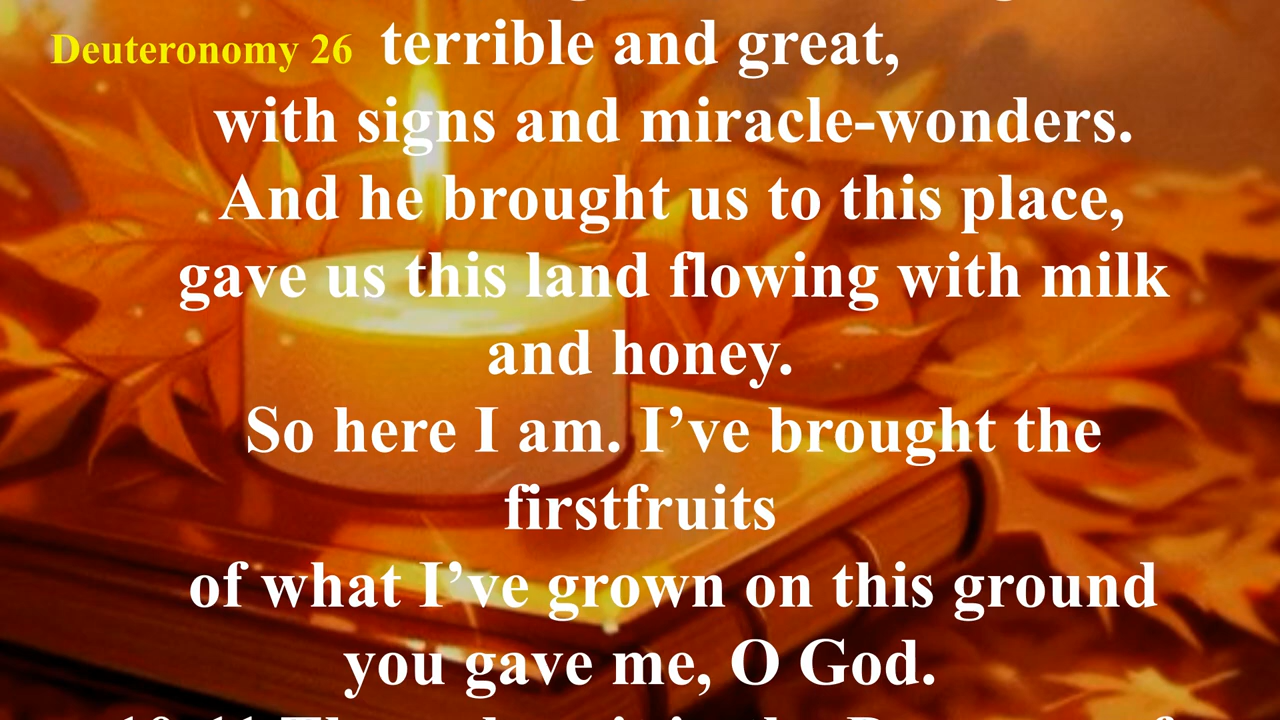 Deuteronomy 26
terrible and great,
with signs and miracle-wonders.
And he brought us to this place,
gave us this land flowing with milk
and honey.
So here I am. I’ve brought the
firstfruits
of what I’ve grown on this ground
you gave me, O God.